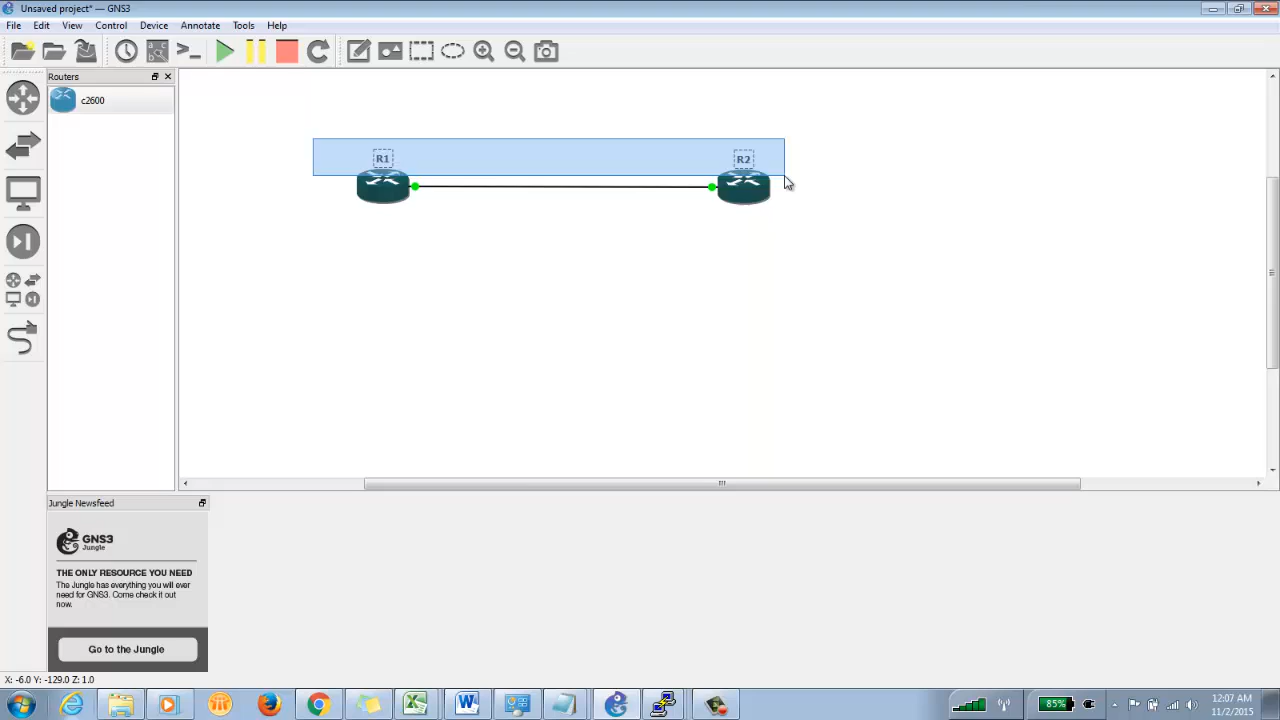 Unsaved project* — GNS3
File Edit View Control Device Annotate Tools Help
Routers
c2600
R1 R2
Jungle Newsfeed
GNS3
Jungle
THE ONLY RESOURCE YOU NEED
The Jungle has everything you will ever
need for GNS3. Come check it out
now.
Go to the Jungle
X: -6.0 Y: -129.0 Z: 1.0
85%
12:07 AM
11/2/2015